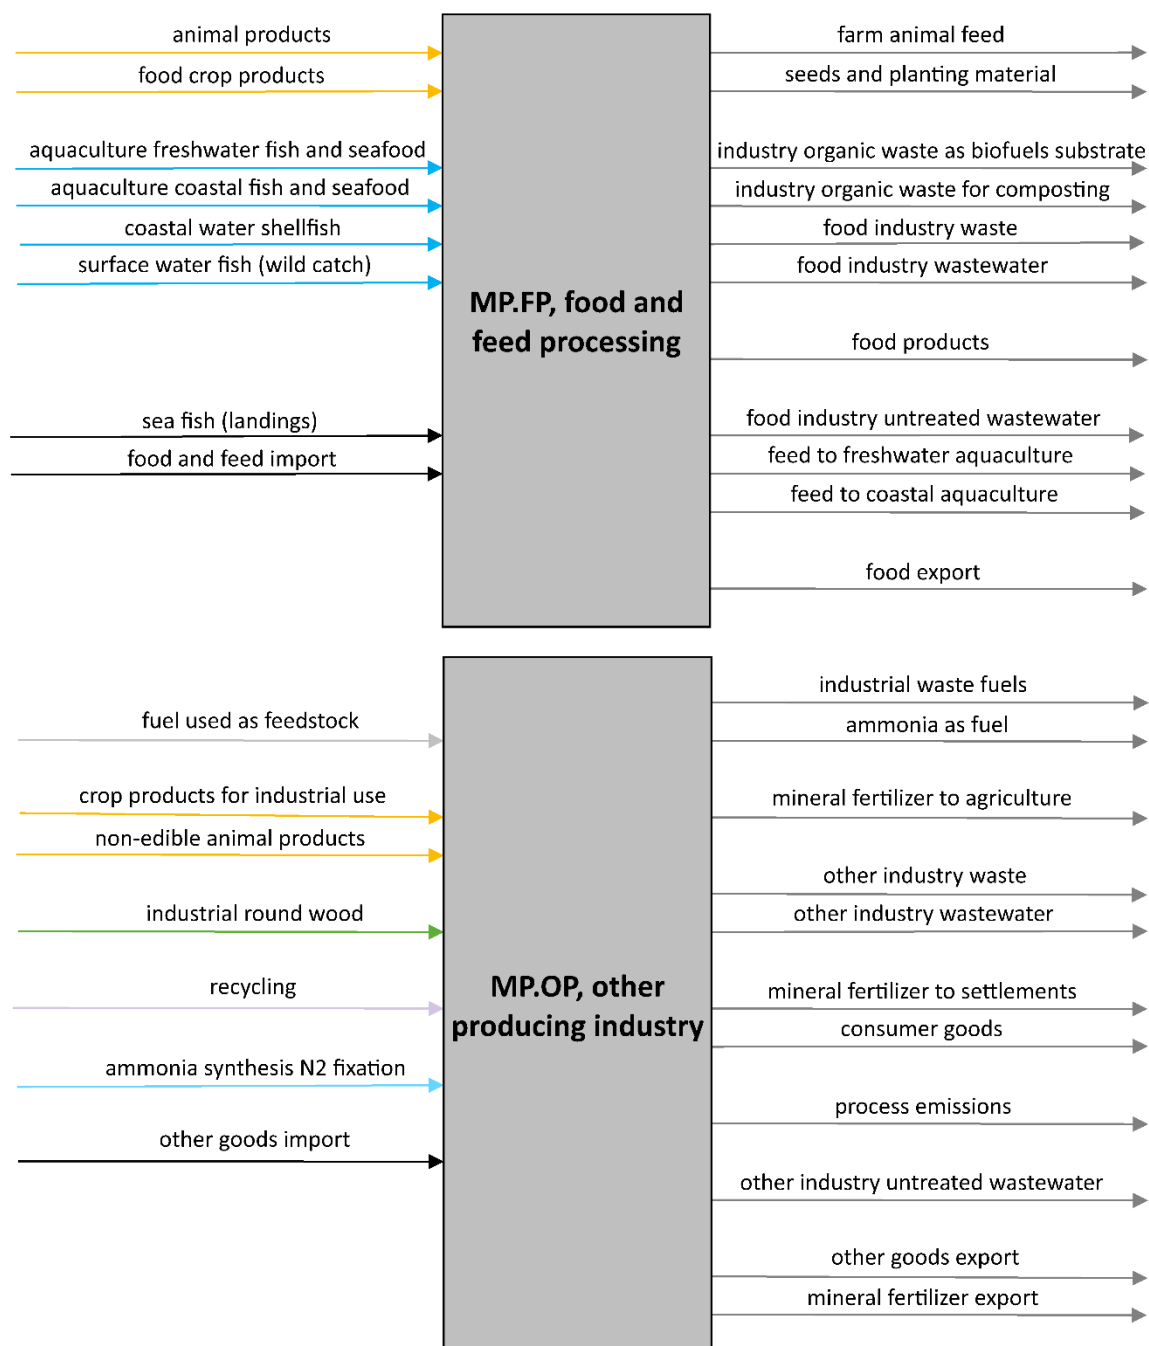 animal products
food crop products
aquaculture freshwater fish and seafood
aquaculture coastal fish and seafood
coastal water shellfish
surface water fish (wild catch)
sea fish (landings)
food and feed import
MP.FP, food and
feed processing
farm animal feed
seeds and planting material
industry organic waste as biofuels substrate
industry organic waste for composting
food industry waste
food industry wastewater
food products
food industry untreated wastewater
feed to freshwater aquaculture
feed to coastal aquaculture
food export
fuel used as feedstock
crop products for industrial use
non-edible animal products
industrial round wood
recycling
ammonia synthesis N2 fixation
other goods import
MP.OP, other
producing industry
industrial waste fuels
ammonia as fuel
mineral fertilizer to agriculture
other industry waste
other industry wastewater
mineral fertilizer to settlements
consumer goods
process emissions
other industry untreated wastewater
other goods export
mineral fertilizer export